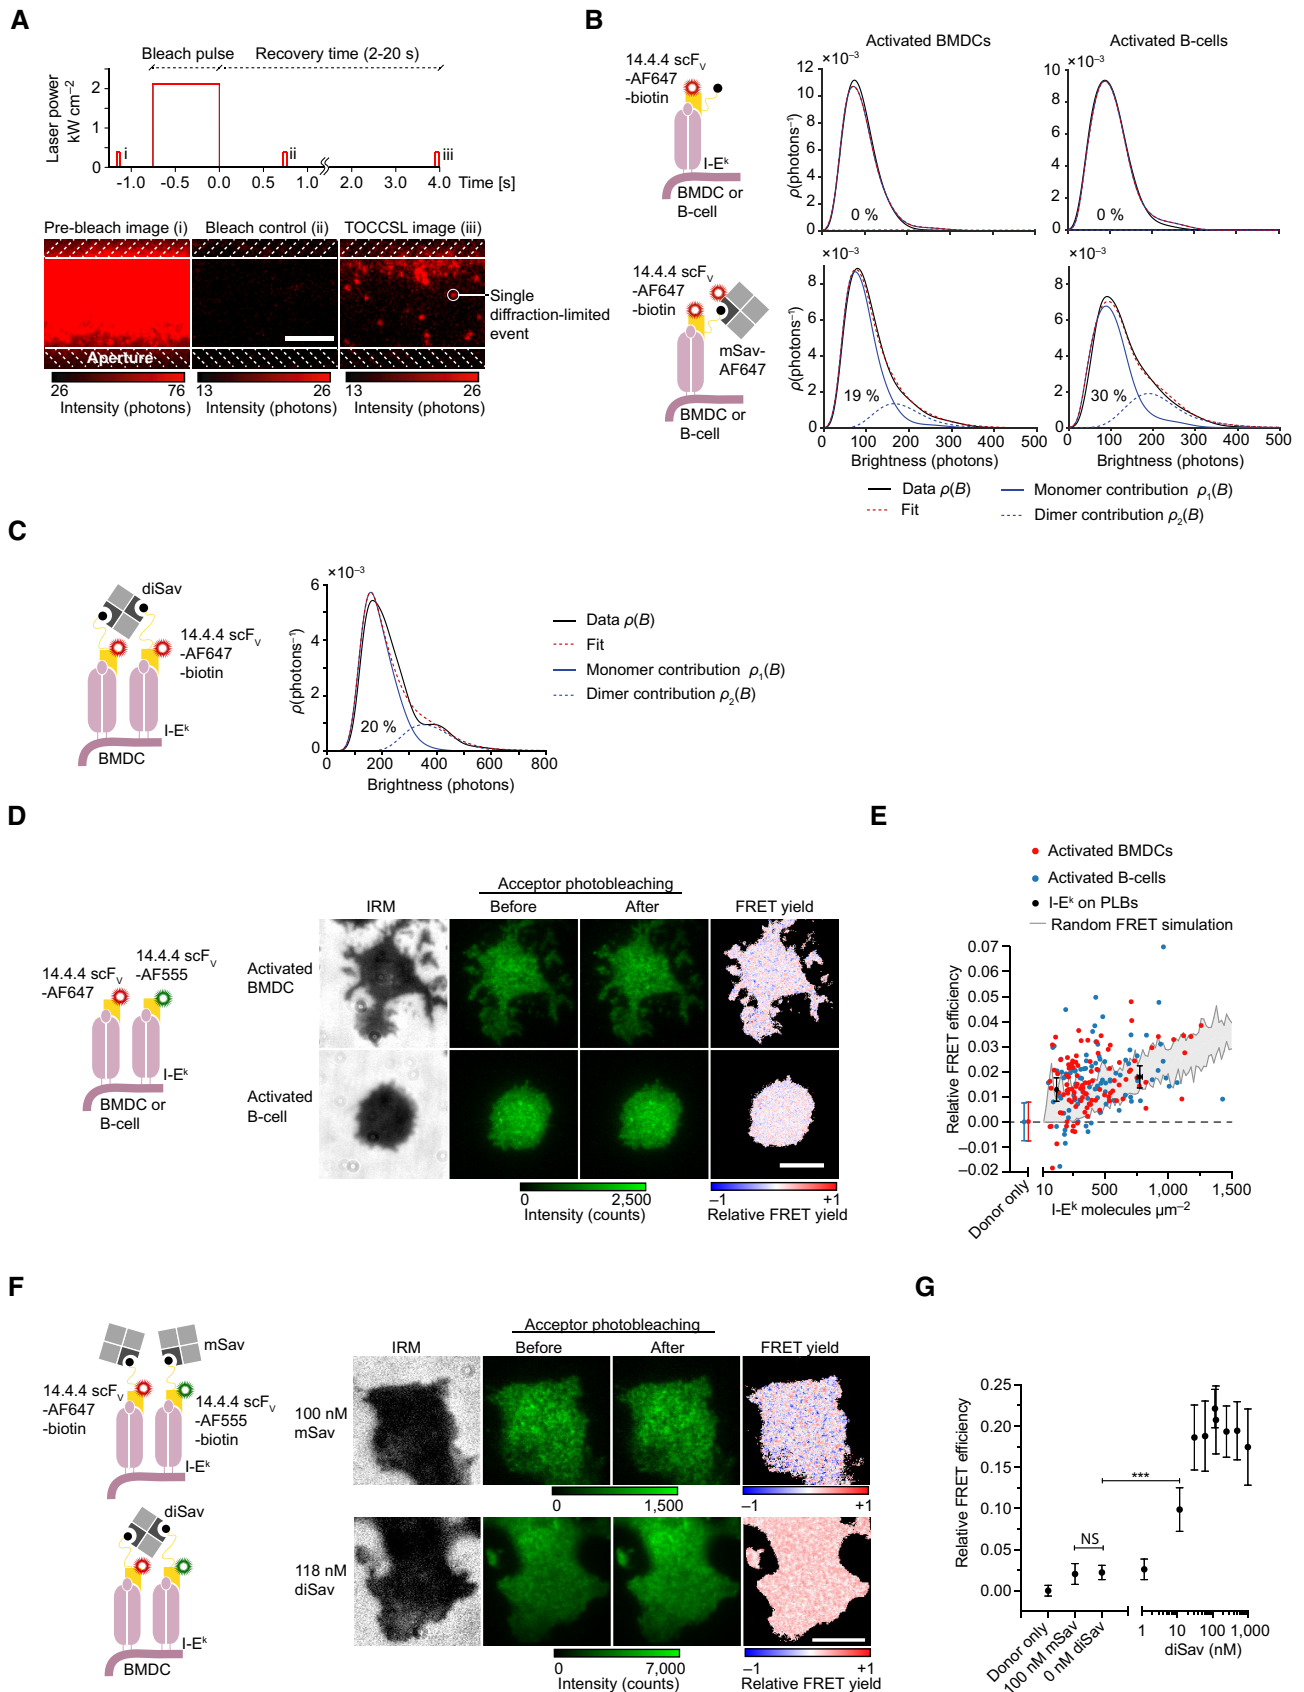 A
Bleach pulse
Recovery time (2-20 s)
Laser power
kW cm⁻²
2
1
0
i
ii
iii
-1.0
-0.5
0.0
0.5
1.0
2.0
3.0
4.0
Time [s]
Pre-bleach image (i)
Bleach control (ii)
TOCCSL image (iii)
Single
diffraction-limited
event
Aperture
26
76
13
26
13
26
Intensity (photons)
Intensity (photons)
Intensity (photons)
B
Activated BMDCs
Activated B-cells
14.4.4 scFV
-AF647
-biotin
I-Eᵏ
BMDC or
B-cell
×10⁻³
12
10
8
6
4
2
0
ρ(photons⁻¹)
0 %
×10⁻³
10
8
6
4
2
0
0 %
14.4.4 scFV
-AF647
-biotin
mSav-
AF647
BMDC or
B-cell
×10⁻³
10
8
6
4
2
0
ρ(photons⁻¹)
19 %
0
100
200
300
400
500
Brightness (photons)
×10⁻³
8
6
4
2
0
30 %
0
100
200
300
400
500
Brightness (photons)
Data ρ(B)
Fit
Monomer contribution ρ₁(B)
Dimer contribution ρ₂(B)
C
diSav
14.4.4 scFV
-AF647
-biotin
I-Eᵏ
BMDC
×10⁻³
6
4
2
0
ρ(photons⁻¹)
20 %
0
200
400
600
800
Brightness (photons)
Data ρ(B)
Fit
Monomer contribution ρ₁(B)
Dimer contribution ρ₂(B)
D
14.4.4 scFV
-AF555
14.4.4 scFV
-AF647
I-Eᵏ
BMDC or
B-cell
Acceptor photobleaching
IRM
Before
After
FRET yield
Activated
BMDC
Activated
B-cell
0
2,500
Intensity (counts)
−1
+1
Relative FRET yield
E
Activated BMDCs
Activated B-cells
I-Eᵏ on PLBs
Random FRET simulation
Relative FRET efficiency
0.07
0.06
0.05
0.04
0.03
0.02
0.01
0.00
−0.01
−0.02
Donor only
10
500
1,000
1,500
I-Eᵏ molecules µm⁻²
F
mSav
14.4.4 scFV
-AF647
-biotin
14.4.4 scFV
-AF555
-biotin
I-Eᵏ
diSav
I-Eᵏ
BMDC
Acceptor photobleaching
IRM
Before
After
FRET yield
100 nM
mSav
0
1,500
−1
+1
118 nM
diSav
0
7,000
Intensity (counts)
−1
+1
Relative FRET yield
G
Relative FRET efficiency
0.25
0.20
0.15
0.10
0.05
0.00
NS
***
Donor only
100 nM mSav
0 nM diSav
1
10
100
1,000
diSav (nM)